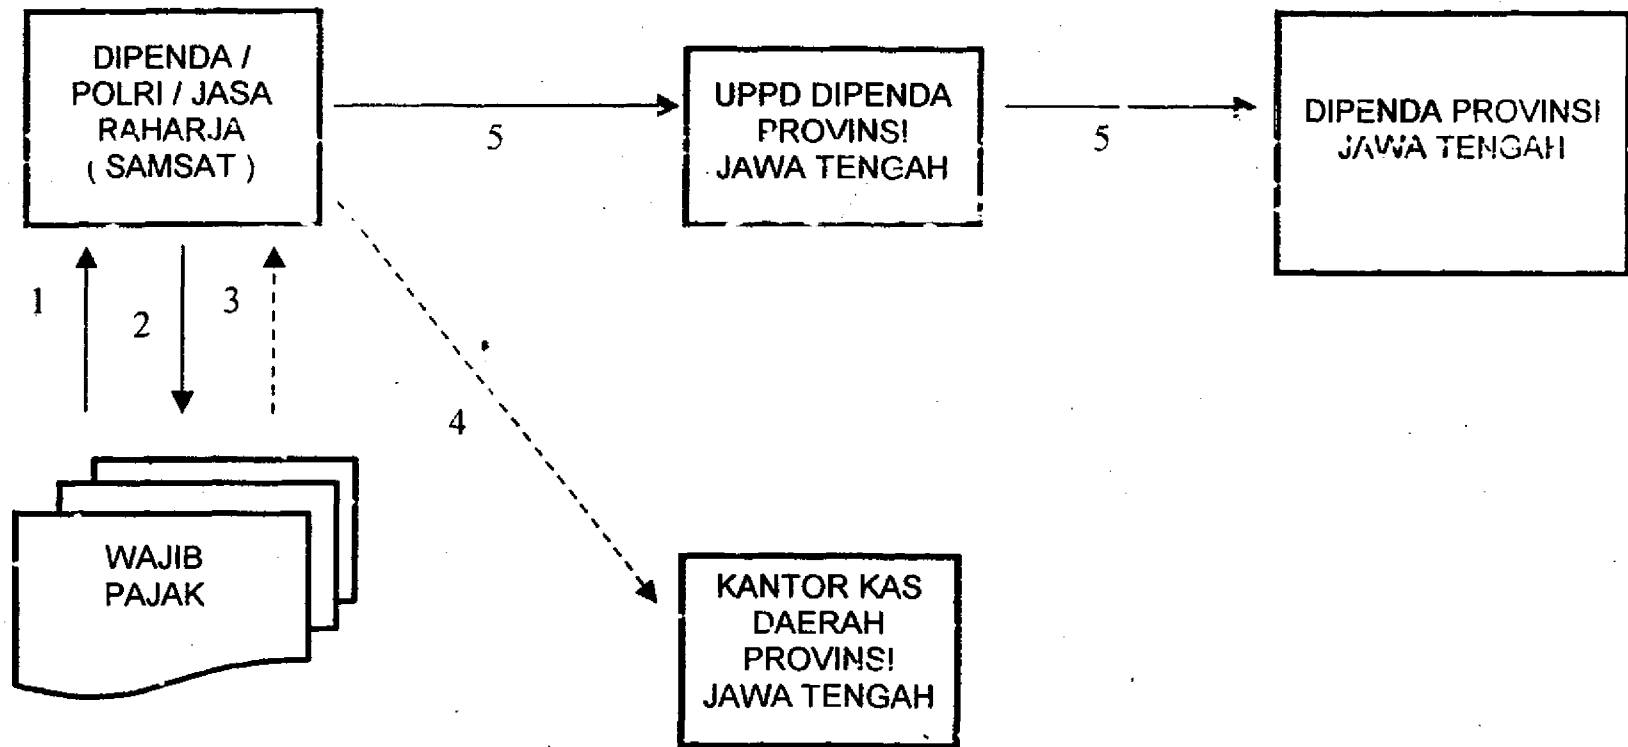 DIPENDA /
POLRI / JASA
RAHARJA
( SAMSAT )
5
UPPD DIPENDA
PROVINSI
JAWA TENGAH
5
DIPENDA PROVINSI
JAWA TENGAH
1
2
3
4
WAJIB
PAJAK
KANTOR KAS
DAERAH
PROVINSI
JAWA TENGAH